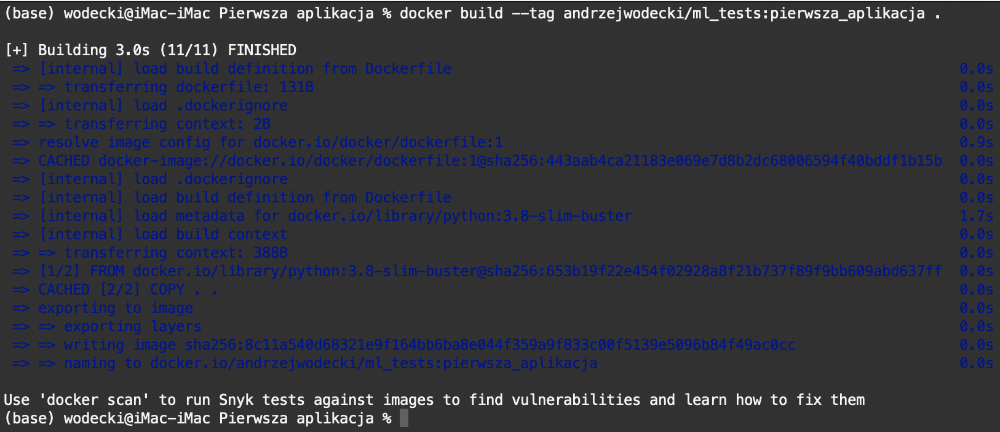 (base) wodecki@iMac-iMac Pierwsza aplikacja % docker build --tag andrzejwodecki/ml_tests:pierwsza_aplikacja .
[+] Building 3.0s (11/11) FINISHED
=> [internal] load build definition from Dockerfile 0.0s
=> => transferring dockerfile: 131B 0.0s
=> [internal] load .dockerignore 0.0s
=> => transferring context: 2B 0.0s
=> resolve image config for docker.io/docker/dockerfile:1 0.9s
=> CACHED docker-image://docker.io/docker/dockerfile:1@sha256:443aab4ca21183e069e7d8b2dc68006594f40bddf1b15b 0.0s
=> [internal] load .dockerignore 0.0s
=> [internal] load build definition from Dockerfile 0.0s
=> [internal] load metadata for docker.io/library/python:3.8-slim-buster 1.7s
=> [internal] load build context 0.0s
=> => transferring context: 388B 0.0s
=> [1/2] FROM docker.io/library/python:3.8-slim-buster@sha256:653b19f22e454f02928a8f21b737f89f9bb609abd637ff 0.0s
=> CACHED [2/2] COPY . . 0.0s
=> exporting to image 0.0s
=> => exporting layers 0.0s
=> => writing image sha256:8c11a540d68321e9f164bb6ba8e044f359a9f833c00f5139e5096b84f49ac0cc 0.0s
=> => naming to docker.io/andrzejwodecki/ml_tests:pierwsza_aplikacja 0.0s
Use 'docker scan' to run Snyk tests against images to find vulnerabilities and learn how to fix them
(base) wodecki@iMac-iMac Pierwsza aplikacja %